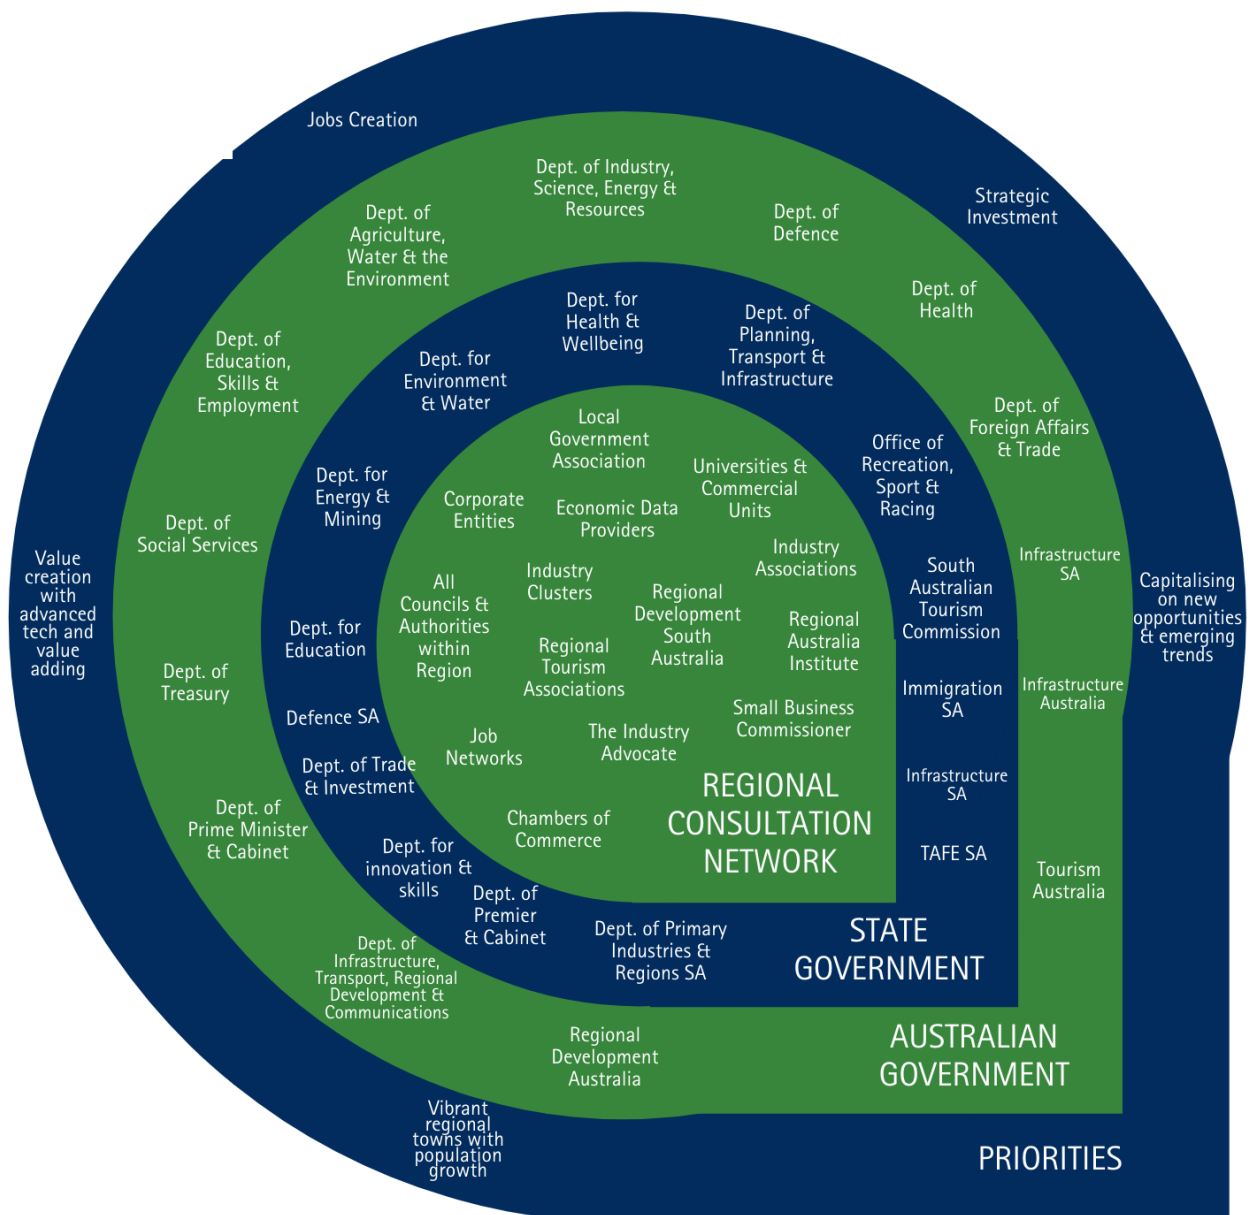 Jobs Creation
Strategic
Investment
Capitalising
on new
opportunities
& emerging
trends
Value
creation
with
advanced
tech and
value
adding
Vibrant
regional
towns with
population
growth
PRIORITIES
Dept. of Industry,
Science, Energy &
Resources
Dept. of
Defence
Dept. of
Health
Dept. of
Foreign Affairs
& Trade
Infrastructure
SA
Infrastructure
Australia
Tourism
Australia
Dept. of
Agriculture,
Water & the
Environment
Dept. of
Education,
Skills &
Employment
Dept. of
Social Services
Dept. of
Treasury
Dept. of
Prime Minister
& Cabinet
Dept. of
Infrastructure,
Transport, Regional
Development &
Communications
Regional
Development
Australia
AUSTRALIAN
GOVERNMENT
Dept. for
Health &
Wellbeing
Dept. of
Planning,
Transport &
Infrastructure
Office of
Recreation,
Sport &
Racing
South
Australian
Tourism
Commission
Immigration
SA
Infrastructure
SA
TAFE SA
Dept. for
Environment
& Water
Dept. for
Energy &
Mining
Dept. for
Education
Defence SA
Dept. of Trade
& Investment
Dept. for
innovation &
skills
Dept. of
Premier
& Cabinet
Dept. of Primary
Industries &
Regions SA
STATE
GOVERNMENT
Local
Government
Association
Universities &
Commercial
Units
Corporate
Entities
Economic Data
Providers
Industry
Associations
Industry
Clusters
All
Councils &
Authorities
within
Region
Regional
Development
South
Australia
Regional
Australia
Institute
Regional
Tourism
Associations
Small Business
Commissioner
Job
Networks
The Industry
Advocate
Chambers of
Commerce
REGIONAL
CONSULTATION
NETWORK